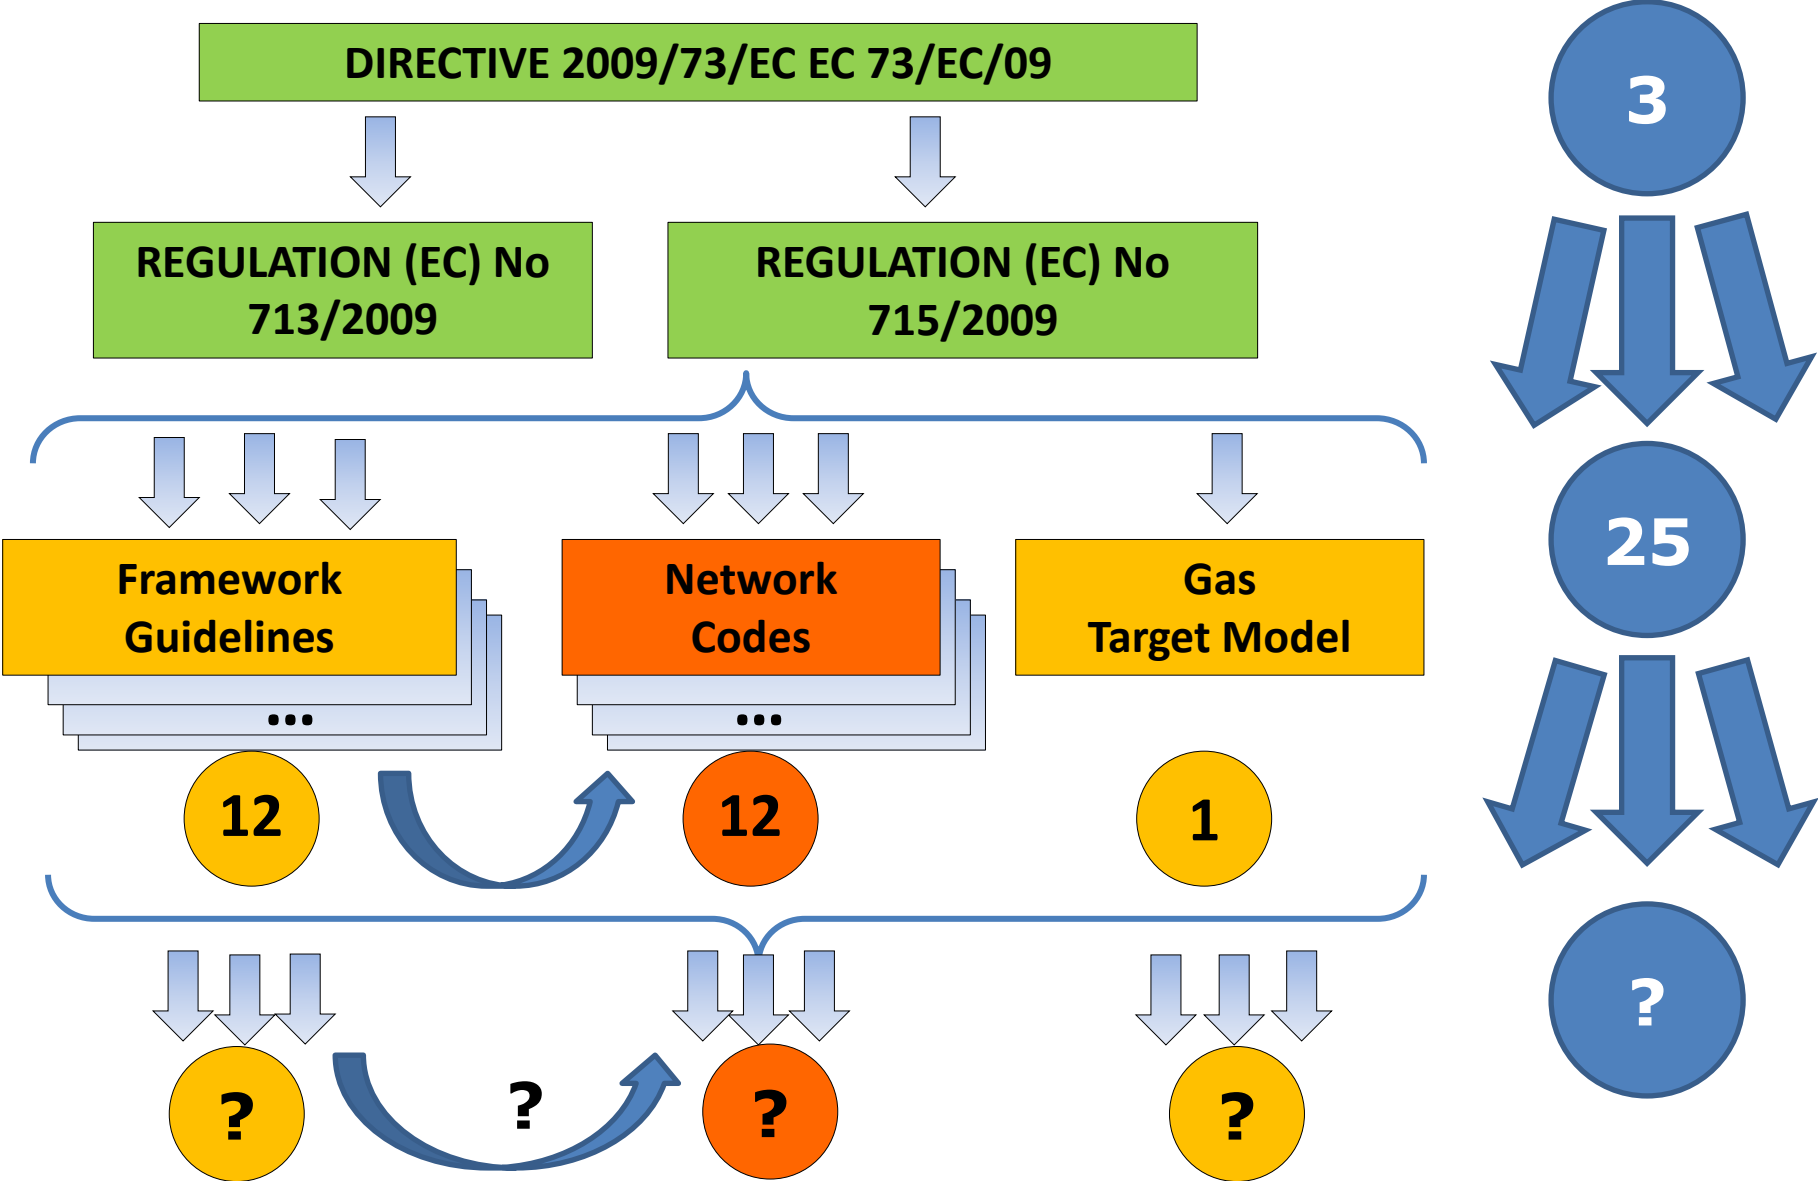 DIRECTIVE 2009/73/EC EC 73/EC/09
3
REGULATION (EC) No
713/2009
REGULATION (EC) No
715/2009
Framework
Guidelines
...
Network
Codes
...
Gas
Target Model
25
12
12
1
?
?
?
?
?